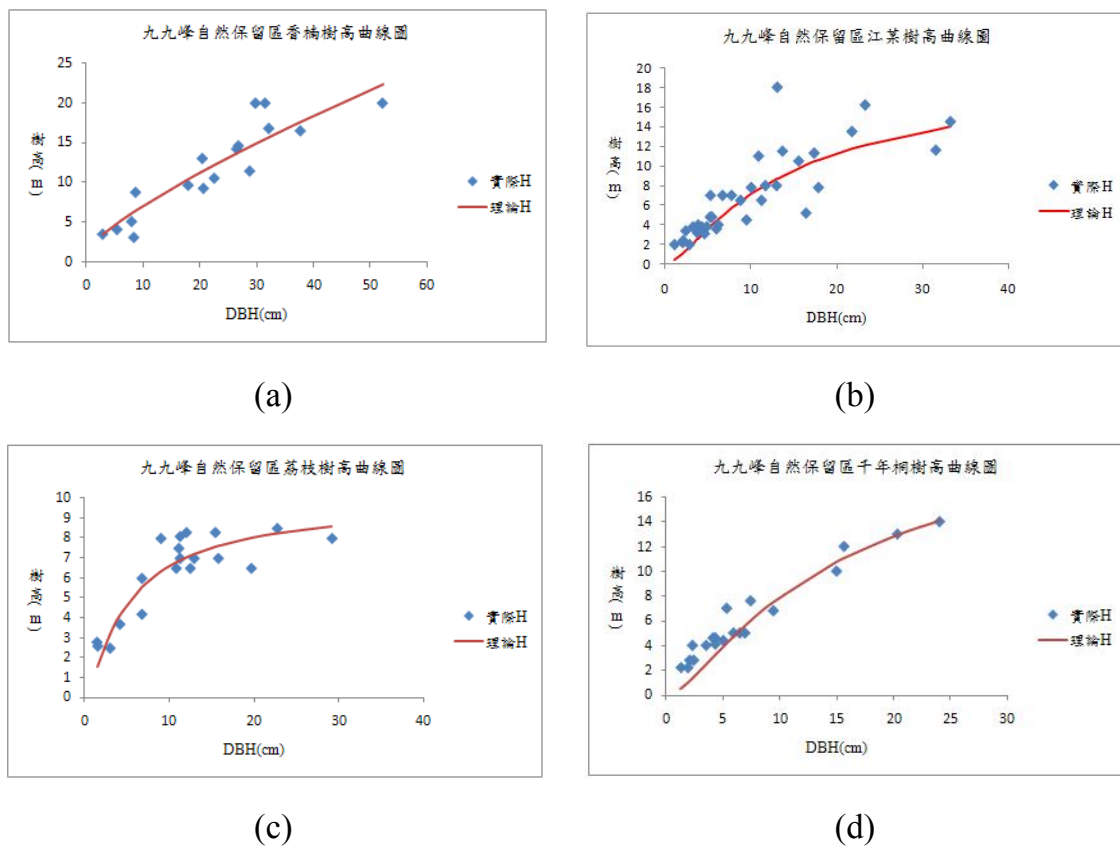 九九峰自然保留區香楠樹高曲線圖
25
20
15
10
5
0
樹高(m)
0 10 20 30 40 50 60
DBH(cm)
實際H
理論H
(a)
九九峰自然保留區江某樹高曲線圖
20
18
16
14
12
10
8
6
4
2
0
樹高(m)
0 10 20 30 40
DBH(cm)
實際H
理論H
(b)
九九峰自然保留區荔枝樹高曲線圖
10
9
8
7
6
5
4
3
2
1
0
樹高(m)
0 10 20 30 40
DBH(cm)
實際H
理論H
(c)
九九峰自然保留區千年桐樹高曲線圖
16
14
12
10
8
6
4
2
0
樹高(m)
0 5 10 15 20 25 30
DBH(cm)
實際H
理論H
(d)